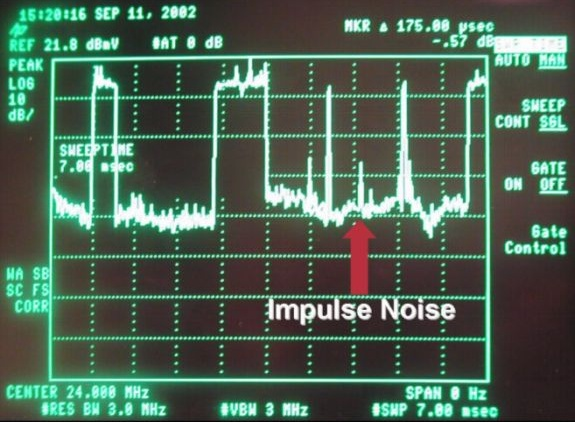 15:20:16 SEP 11, 2002
MKR Δ 175.00 µsec
REF 21.8 dBmV #AT 0 dB -.57 dB
SWP TIME
AUTO MAN
PEAK
LOG
10
dB/
SWEEP
CONT SGL
SWEEPTIME
7.00 msec
GATE
ON OFF
Gate
Control
WA SB
SC FS
CORR
Impulse Noise
CENTER 24.000 MHz SPAN 0 Hz
#RES BW 3.0 MHz #VBW 3 MHz #SWP 7.00 msec